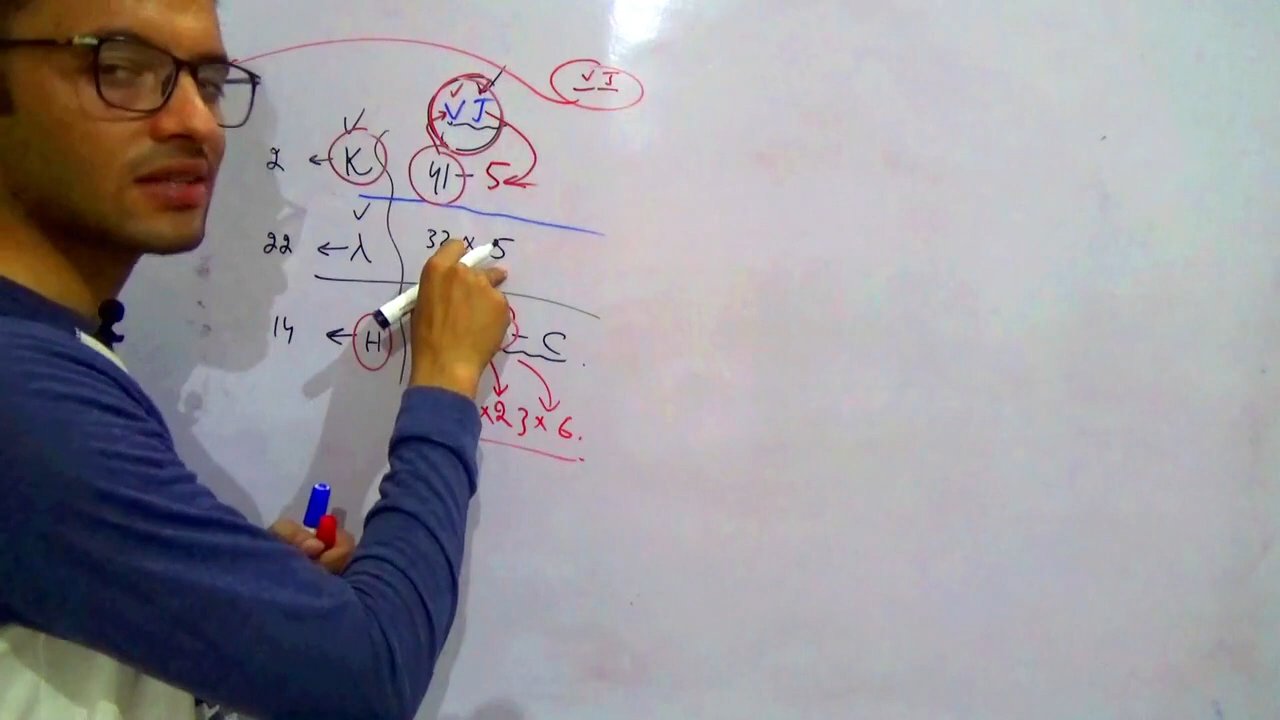 V J
V J
2 ← K 41 - 5
22 ← λ 32 × 5
14 ← H - C .
×2 3 × 6.